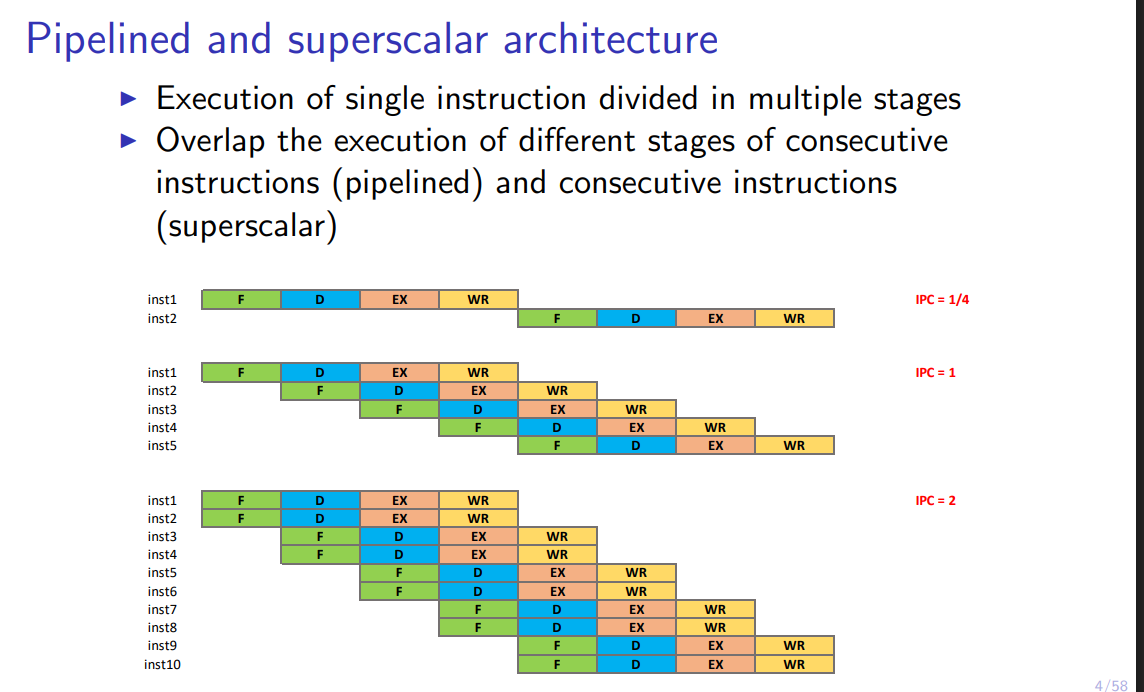 Pipelined and superscalar architecture
▶ Execution of single instruction divided in multiple stages
▶ Overlap the execution of different stages of consecutive
instructions (pipelined) and consecutive instructions
(superscalar)
inst1 F D EX WR IPC = 1/4
inst2 F D EX WR
inst1 F D EX WR IPC = 1
inst2 F D EX WR
inst3 F D EX WR
inst4 F D EX WR
inst5 F D EX WR
inst1 F D EX WR IPC = 2
inst2 F D EX WR
inst3 F D EX WR
inst4 F D EX WR
inst5 F D EX WR
inst6 F D EX WR
inst7 F D EX WR
inst8 F D EX WR
inst9 F D EX WR
inst10 F D EX WR
4/58